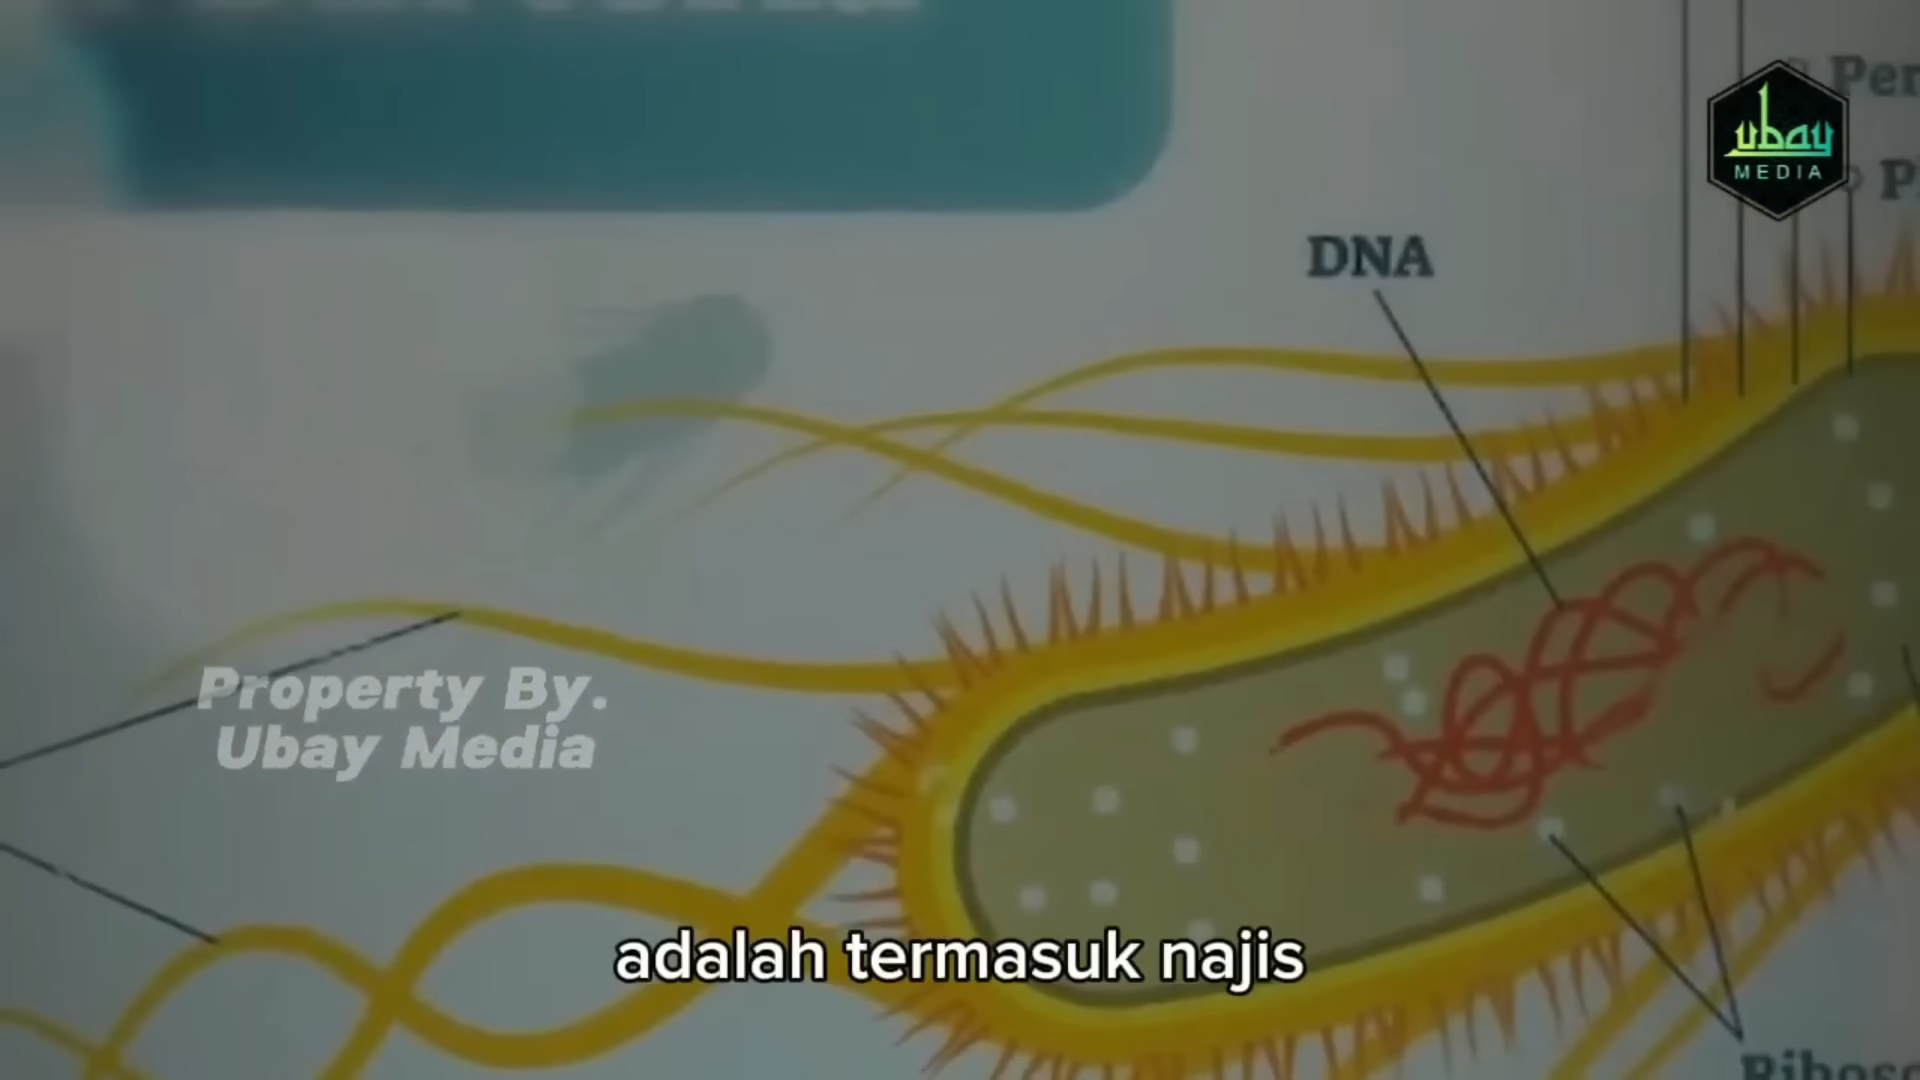 ubay
MEDIA
DNA
Property By.
Ubay Media
adalah termasuk najis